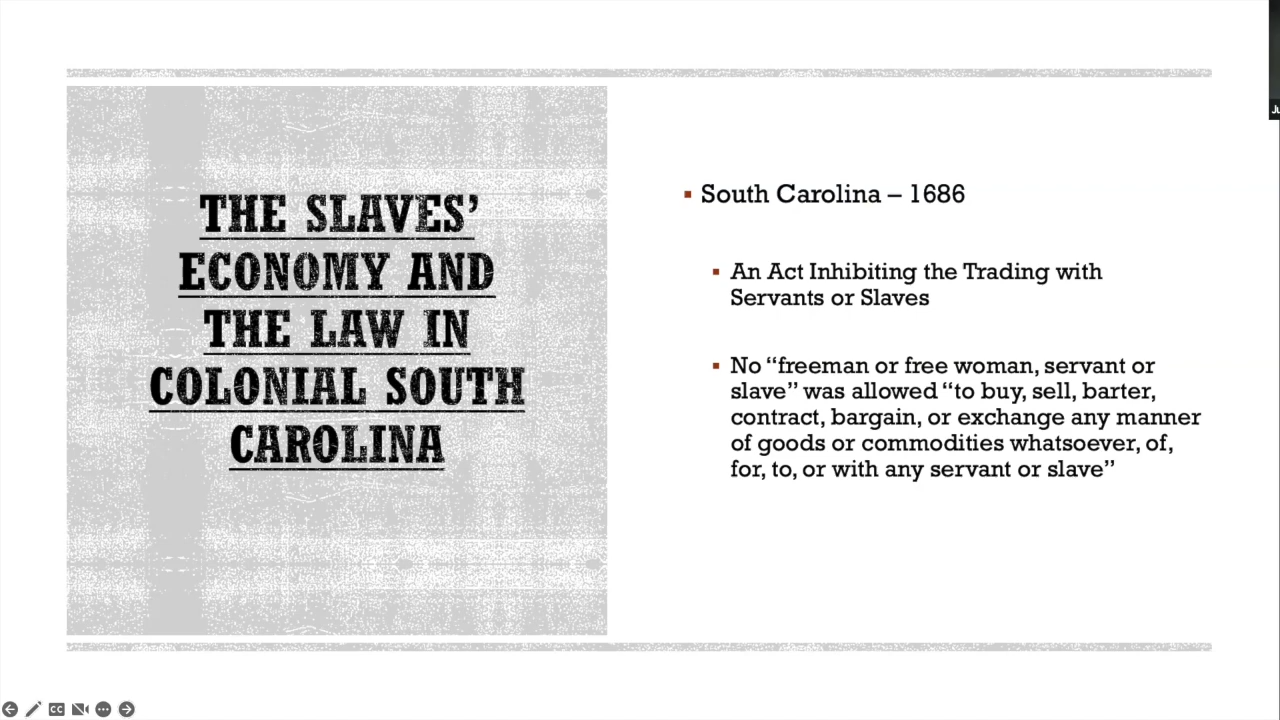 THE SLAVES’
ECONOMY AND
THE LAW IN
COLONIAL SOUTH
CAROLINA
South Carolina – 1686
An Act Inhibiting the Trading with
Servants or Slaves
No “freeman or free woman, servant or
slave” was allowed “to buy, sell, barter,
contract, bargain, or exchange any manner
of goods or commodities whatsoever, of,
for, to, or with any servant or slave”
Ju
CC